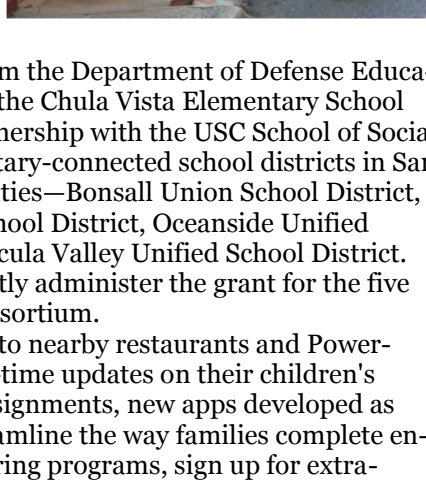 m the Department of Defense Educa-
the Chula Vista Elementary School
nership with the USC School of Socia
tary-connected school districts in Sar
ties—Bonsall Union School District,
hool District, Oceanside Unified
cula Valley Unified School District.
tly administer the grant for the five
sortium.
to nearby restaurants and Power-
time updates on their children's
signments, new apps developed as
amline the way families complete en-
ring programs, sign up for extra-